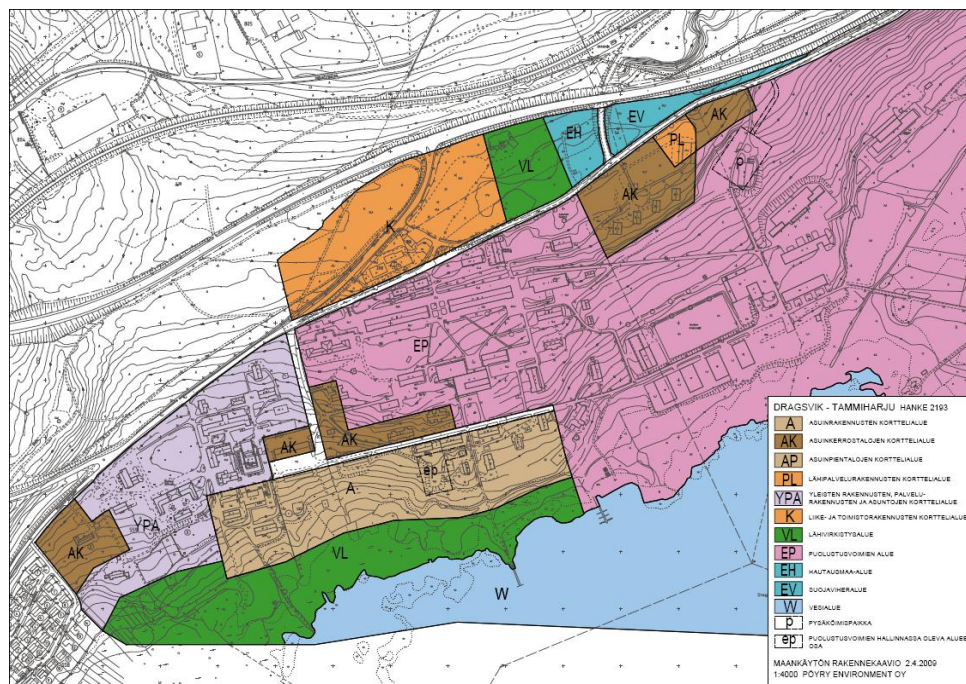 EV
AK
EH
PL
p
VL
AK
K
EP
AK
AK
ep
A
YPA
AK
VL
W
DRAGSVIK - TAMMIHARJU HANKE 2193
A ASUINRAKENNUSTEN KORTTELIALUE
AK ASUINKERROSTALOJEN KORTTELIALUE
AP ASUINPIENTALOJEN KORTTELIALUE
PL LÄHIPALVELURAKENNUSTEN KORTTELIALUE
YPA YLEISTEN RAKENNUSTEN, PALVELU-
RAKENNUSTEN JA ASUNTOJEN KORTTELIALUE
K LIIKE- JA TOIMISTORAKENNUSTEN KORTTELIALUE
VL LÄHIVIRKISTYSALUE
EP PUOLUSTUSVOIMIEN ALUE
EH HAUTAUSMAA-ALUE
EV SUOJAVIHERALUE
W VESIALUE
p PYSÄKÖIMISPAIKKA
ep PUOLUSTUSVOIMIEN HALLINNASSA OLEVA ALUEE
OSA
MAANKÄYTÖN RAKENNEKAAVIO 2.4.2009
1:4000 PÖYRY ENVIRONMENT OY